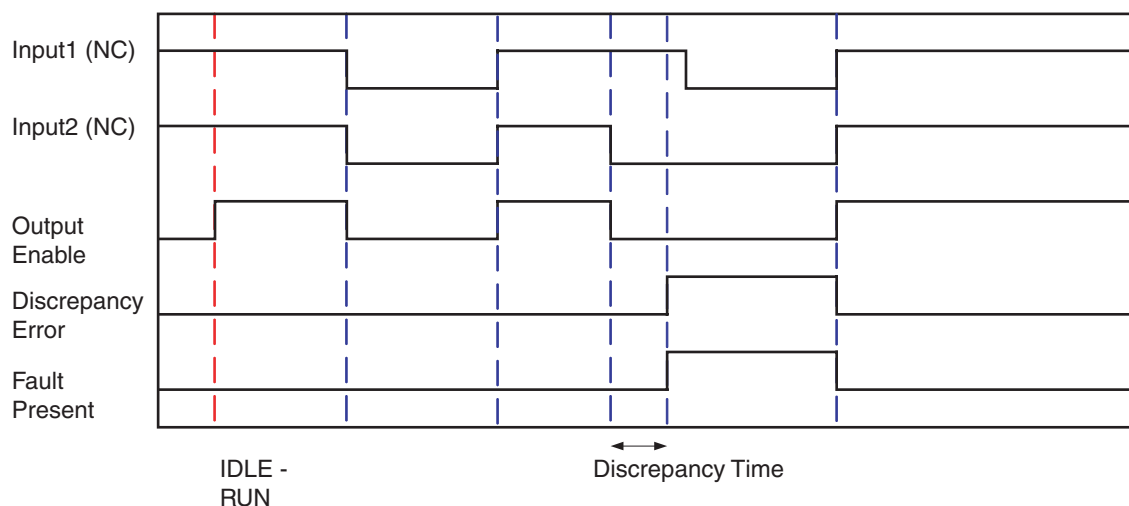 Input1 (NC)
Input2 (NC)
Output
Enable
Discrepancy
Error
Fault
Present
IDLE -
RUN
Discrepancy Time